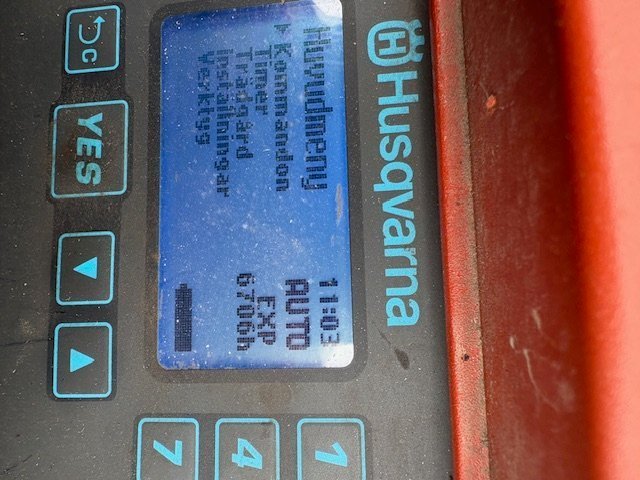 Husqvarna
Huvudmeny 11:03
Kommandon AUTO
Timer EXP
Trädgård 6706h
Inställningar
Verktyg
C
YES
1
4
7